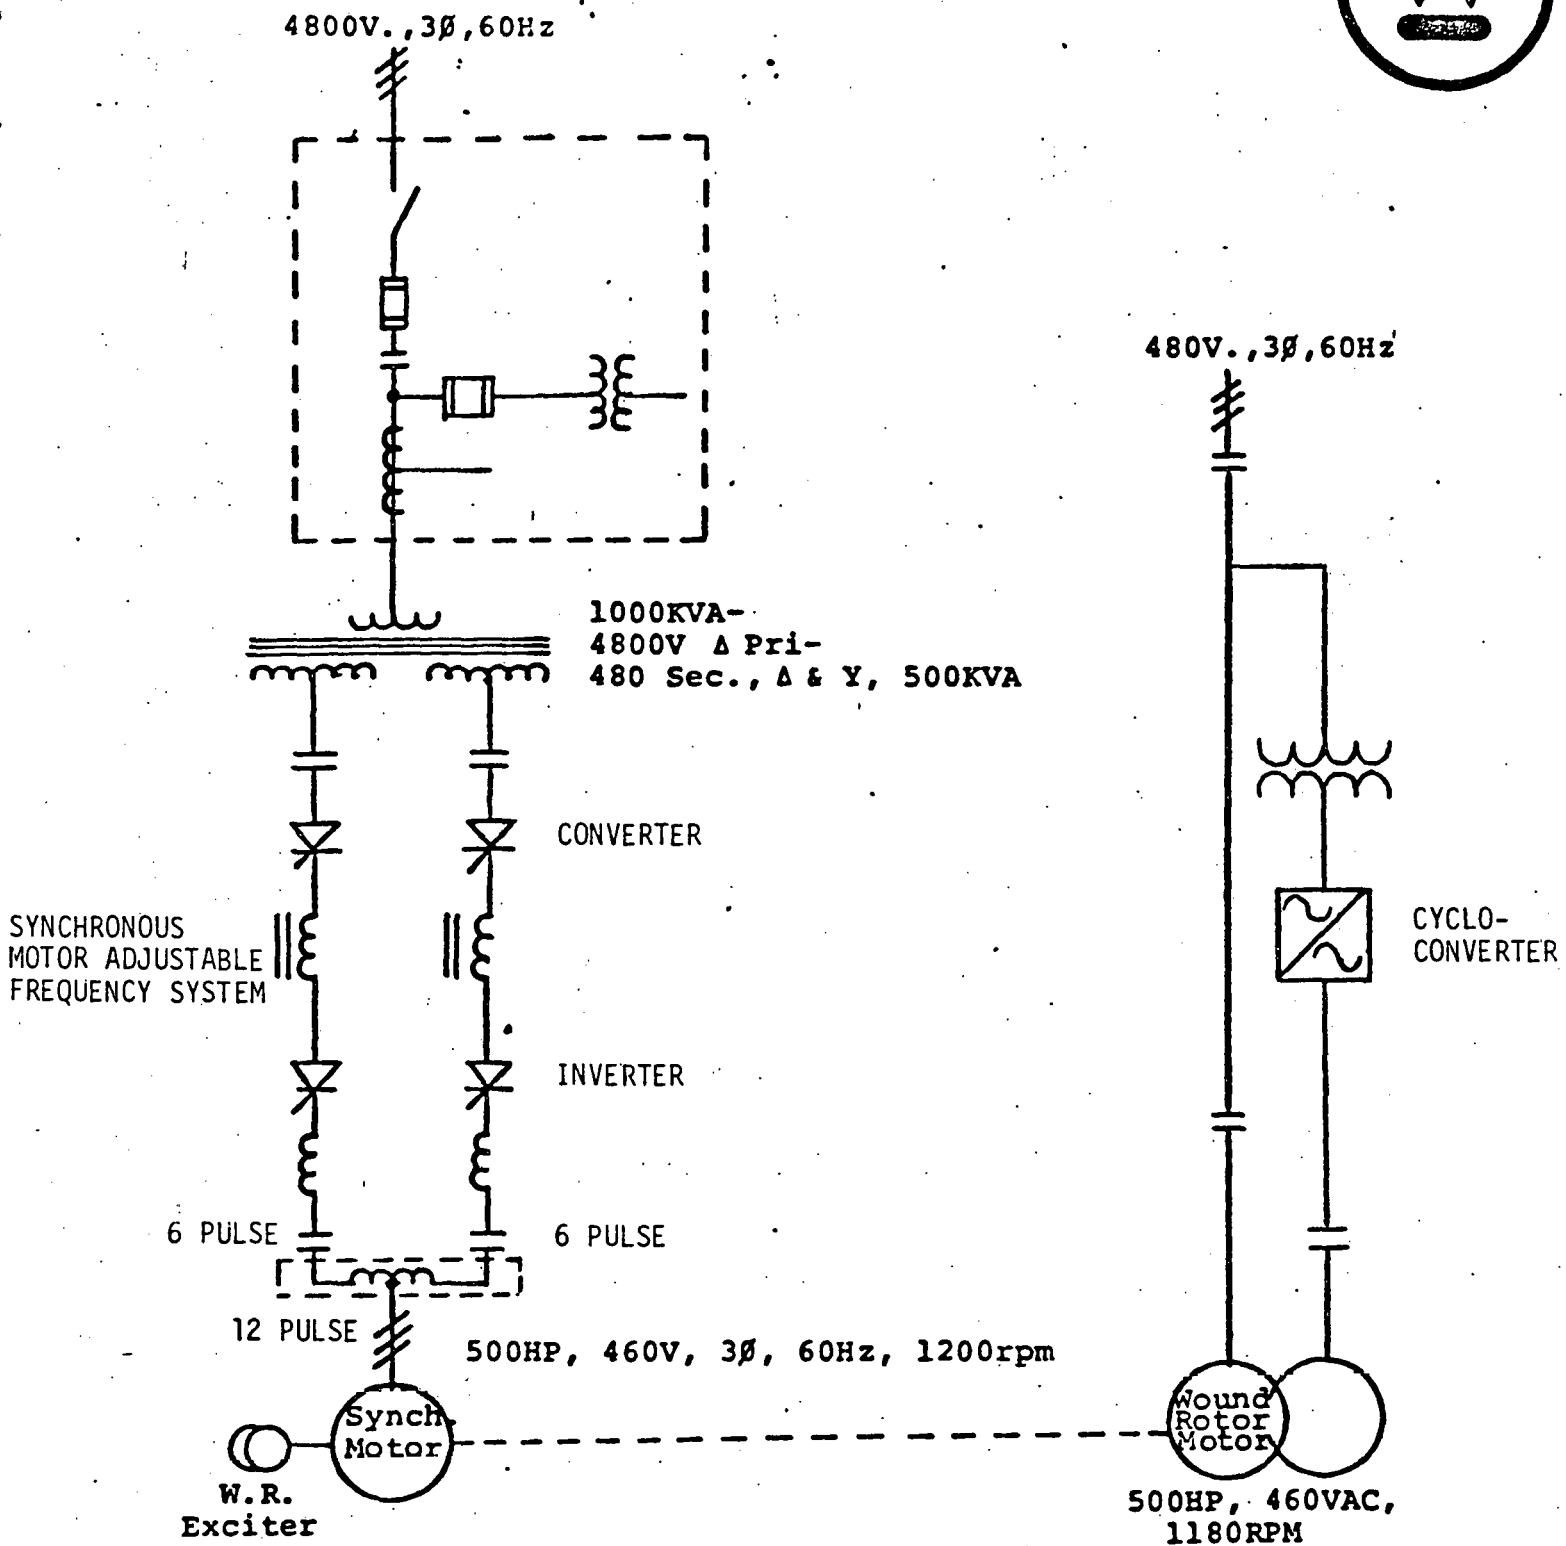 4800V.,3Ø,60Hz
480V.,3Ø,60Hz
1000KVA-
4800V Δ Pri-
480 Sec., Δ & Y, 500KVA
CONVERTER
SYNCHRONOUS
MOTOR ADJUSTABLE
FREQUENCY SYSTEM
CYCLO-
CONVERTER
INVERTER
6 PULSE
6 PULSE
12 PULSE
500HP, 460V, 3Ø, 60Hz, 1200rpm
Synch.
Motor
Wound
Rotor
Motor
W.R.
Exciter
500HP, 460VAC,
1180RPM